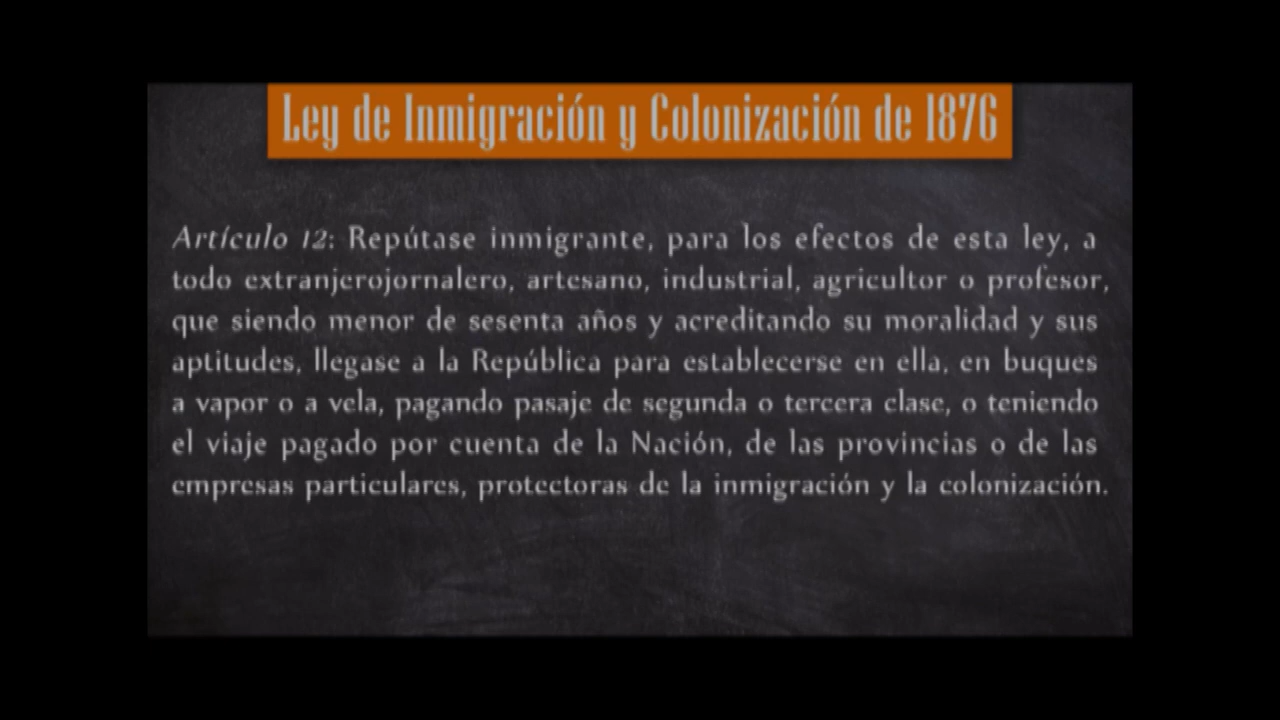 Ley de Inmigración y Colonización de 1876
Artículo 12: Repútase inmigrante, para los efectos de esta ley, a
todo extranjerojornalero, artesano, industrial, agricultor o profesor,
que siendo menor de sesenta años y acreditando su moralidad y sus
aptitudes, llegase a la República para establecerse en ella, en buques
a vapor o a vela, pagando pasaje de segunda o tercera clase, o teniendo
el viaje pagado por cuenta de la Nación, de las provincias o de las
empresas particulares, protectoras de la inmigración y la colonización.